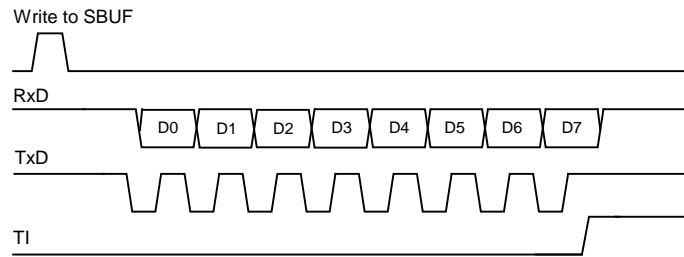 Write to SBUF
RxD
D0 D1 D2 D3 D4 D5 D6 D7
TxD
TI